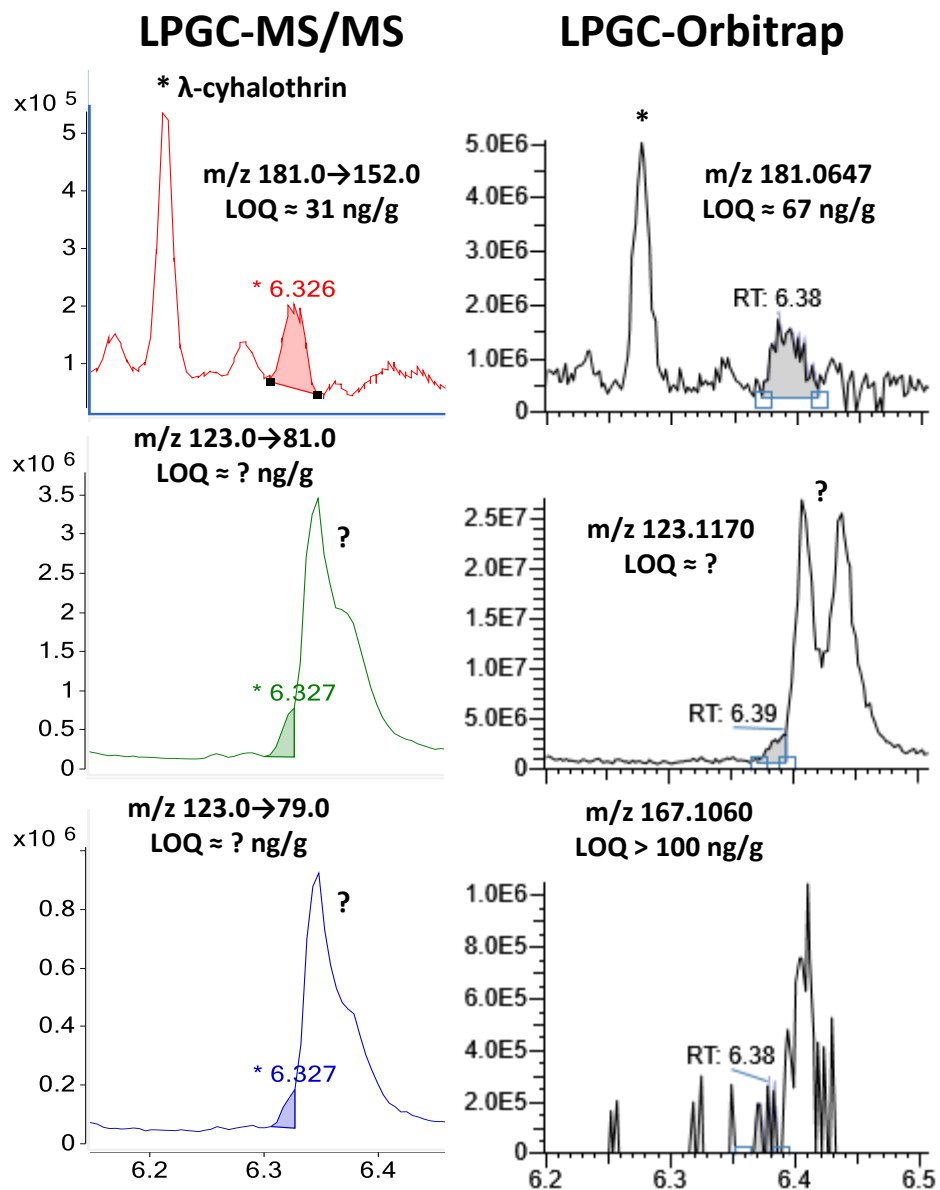 LPGC-MS/MS
LPGC-Orbitrap
* λ-cyhalothrin
x10 5
5
4
3
2
1
m/z 181.0→152.0
LOQ ≈ 31 ng/g
* 6.326
*
5.0E6
4.0E6
3.0E6
2.0E6
1.0E6
0
m/z 181.0647
LOQ ≈ 67 ng/g
RT: 6.38
m/z 123.0→81.0
LOQ ≈ ? ng/g
x10 6
3.5
3
2.5
2
1.5
1
0.5
0
?
* 6.327
?
2.5E7
2.0E7
1.5E7
1.0E7
5.0E6
0
m/z 123.1170
LOQ ≈ ?
RT: 6.39
m/z 123.0→79.0
LOQ ≈ ? ng/g
x10 6
0.8
0.6
0.4
0.2
0
?
* 6.327
6.2 6.3 6.4
m/z 167.1060
LOQ > 100 ng/g
1.0E6
8.0E5
6.0E5
4.0E5
2.0E5
0
RT: 6.38
6.2 6.3 6.4 6.5